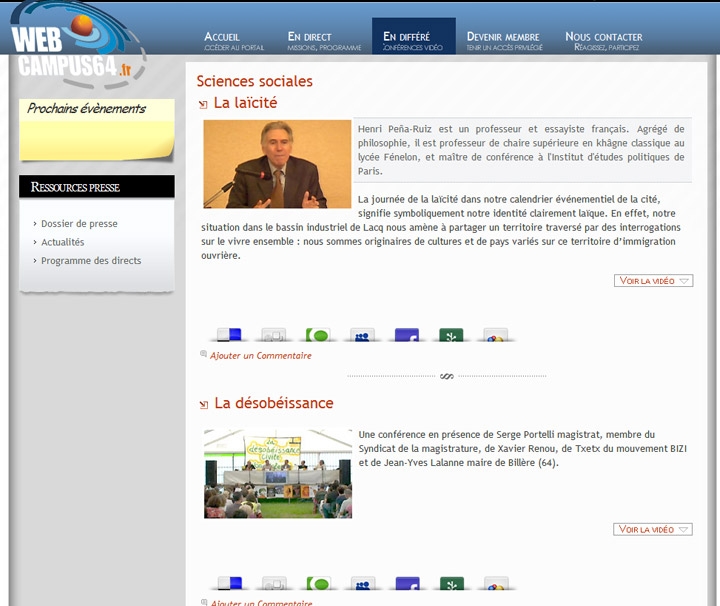 WEB
CAMPUS64.fr
Accueil
Accéder au portail
En direct
Missions, programme
En différé
Conférences vidéo
Devenir membre
Tenir un accès privilégié
Nous contacter
Réagissez, participez
Prochains évènements
Ressources presse
Dossier de presse
Actualités
Programme des directs
Sciences sociales
La laïcité
Henri Peña-Ruiz est un professeur et essayiste français. Agrégé de
philosophie, il est professeur de chaire supérieure en khâgne classique au
lycée Fénelon, et maître de conférence à l'Institut d'études politiques de
Paris.
La journée de la laïcité dans notre calendrier événementiel de la cité,
signifie symboliquement notre identité clairement laïque. En effet, notre
situation dans le bassin industriel de Lacq nous amène à partager un territoire traversé par des interrogations
sur le vivre ensemble : nous sommes originaires de cultures et de pays variés sur ce territoire d'immigration
ouvrière.
Voir la vidéo
Ajouter un Commentaire
La désobéissance
la
désobéissance
civile
Une conférence en présence de Serge Portelli magistrat, membre du
Syndicat de la magistrature, de Xavier Renou, de Txetx du mouvement BIZI
et de Jean-Yves Lalanne maire de Billère (64).
Voir la vidéo
Ajouter un Commentaire